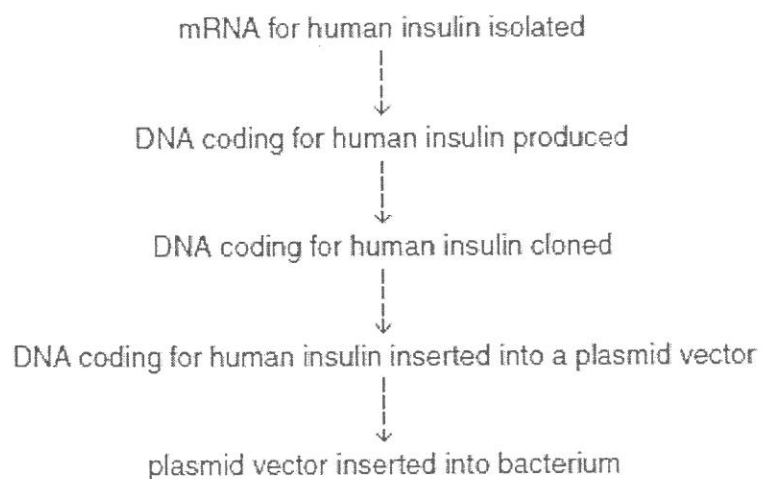 mRNA for human insulin isolated
DNA coding for human insulin produced
DNA coding for human insulin cloned
DNA coding for human insulin inserted into a plasmid vector
plasmid vector inserted into bacterium